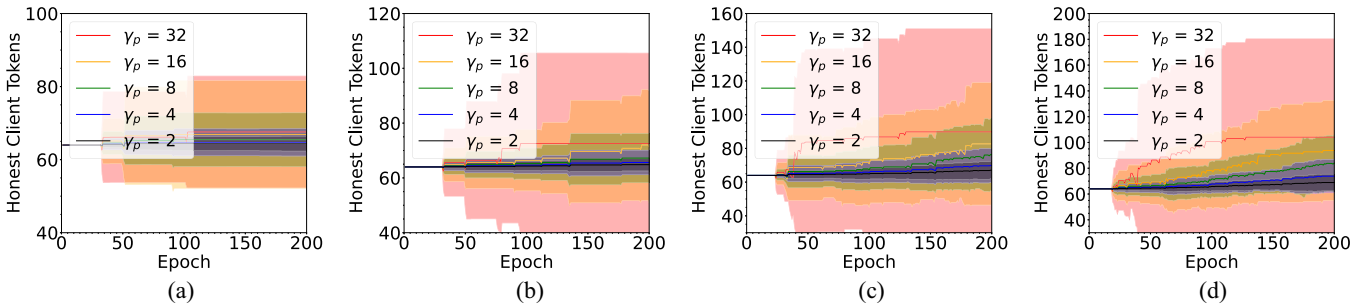 Honest Client Tokens
100
80
60
40
γp = 32
γp = 16
γp = 8
γp = 4
γp = 2
0 50 100 150 200
Epoch
(a)
Honest Client Tokens
120
100
80
60
40
γp = 32
γp = 16
γp = 8
γp = 4
γp = 2
0 50 100 150 200
Epoch
(b)
Honest Client Tokens
160
140
120
100
80
60
40
γp = 32
γp = 16
γp = 8
γp = 4
γp = 2
0 50 100 150 200
Epoch
(c)
Honest Client Tokens
200
180
160
140
120
100
80
60
40
γp = 32
γp = 16
γp = 8
γp = 4
γp = 2
0 50 100 150 200
Epoch
(d)